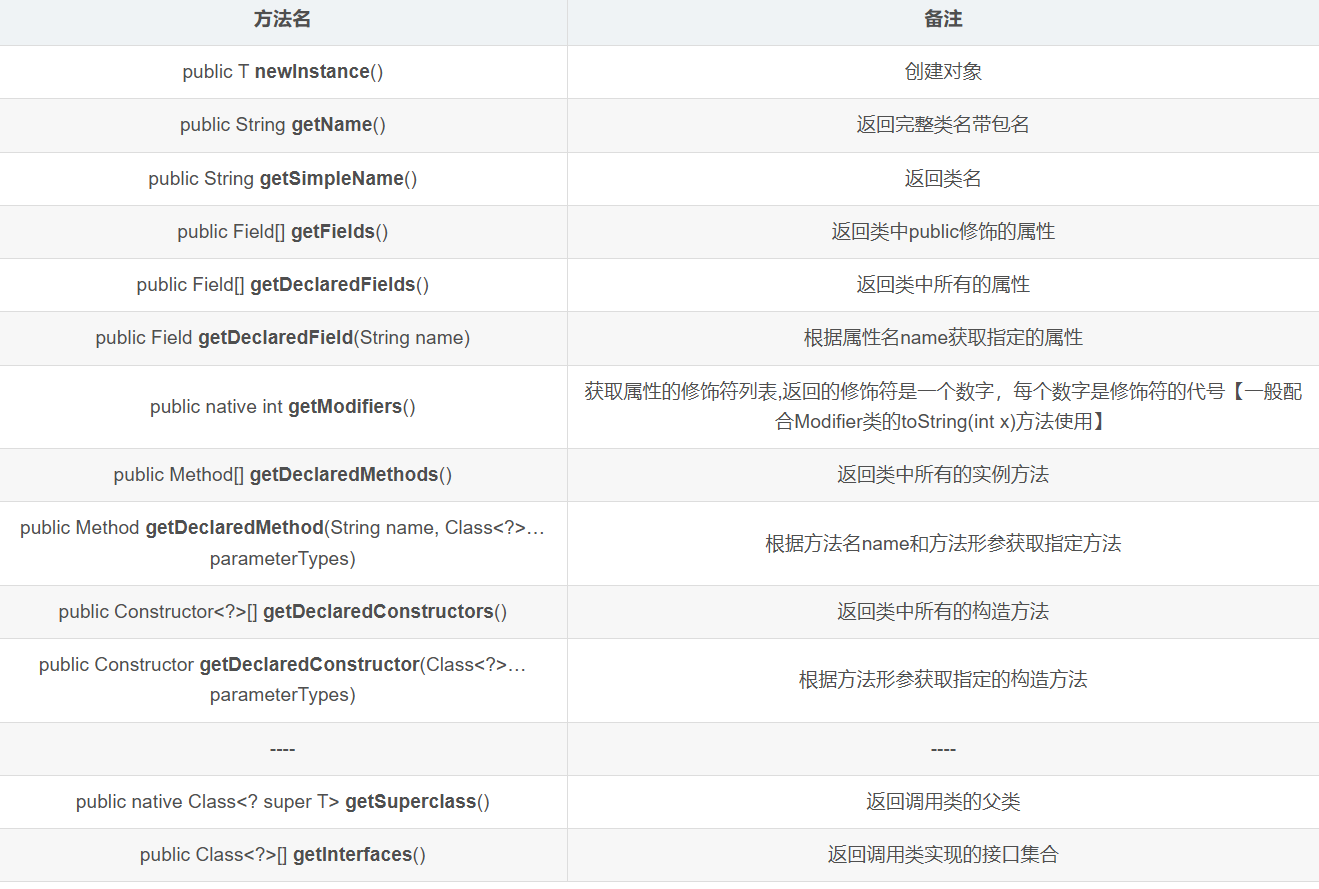 方法名
备注
public T newInstance()
创建对象
public String getName()
返回完整类名带包名
public String getSimpleName()
返回类名
public Field[] getFields()
返回类中public修饰的属性
public Field[] getDeclaredFields()
返回类中所有的属性
public Field getDeclaredField(String name)
根据属性名name获取指定的属性
public native int getModifiers()
获取属性的修饰符列表,返回的修饰符是一个数字，每个数字是修饰符的代号【一般配
合Modifier类的toString(int x)方法使用】
public Method[] getDeclaredMethods()
返回类中所有的实例方法
public Method getDeclaredMethod(String name, Class<?>…
parameterTypes)
根据方法名name和方法形参获取指定方法
public Constructor<?>[] getDeclaredConstructors()
返回类中所有的构造方法
public Constructor getDeclaredConstructor(Class<?>…
parameterTypes)
根据方法形参获取指定的构造方法
----
----
public native Class<? super T> getSuperclass()
返回调用类的父类
public Class<?>[] getInterfaces()
返回调用类实现的接口集合